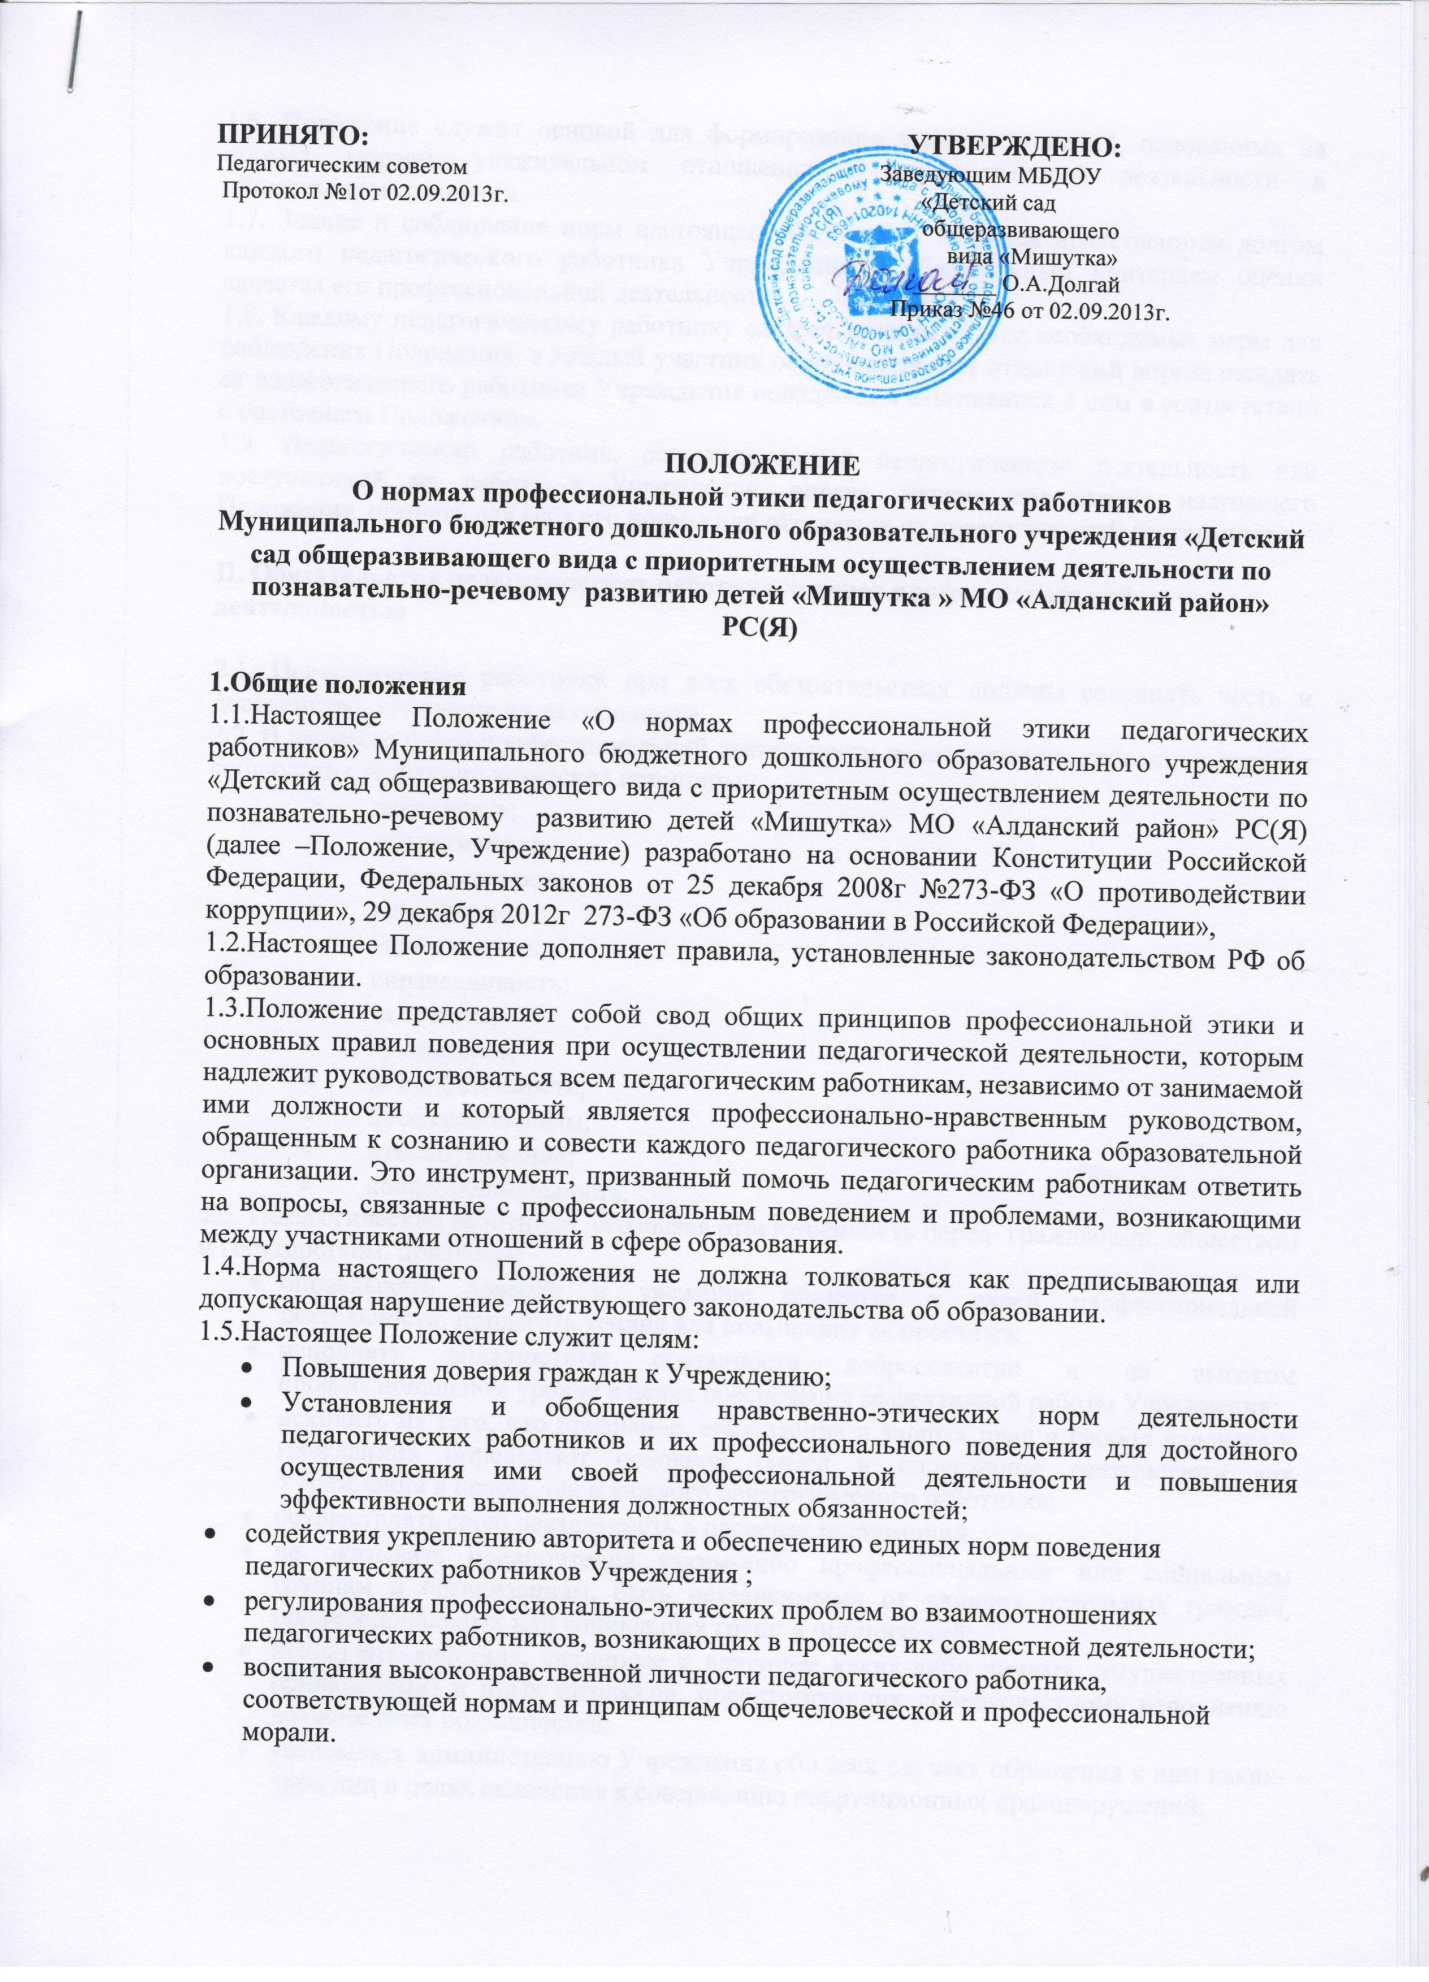 ПРИНЯТО:
Педагогическим советом
Протокол №1от 02.09.2013г.
УТВЕРЖДЕНО:
Заведующим МБДОУ
«Детский сад
общеразвивающего
вида «Мишутка»
О.А.Долгай
Приказ №46 от 02.09.2013г.
ПОЛОЖЕНИЕ
О нормах профессиональной этики педагогических работников
Муниципального бюджетного дошкольного образовательного учреждения «Детский
сад общеразвивающего вида с приоритетным осуществлением деятельности по
познавательно-речевому развитию детей «Мишутка » МО «Алданский район»
РС(Я)
1.Общие положения
1.1.Настоящее Положение «О нормах профессиональной этики педагогических
работников» Муниципального бюджетного дошкольного образовательного учреждения
«Детский сад общеразвивающего вида с приоритетным осуществлением деятельности по
познавательно-речевому развитию детей «Мишутка» МО «Алданский район» РС(Я)
(далее –Положение, Учреждение) разработано на основании Конституции Российской
Федерации, Федеральных законов от 25 декабря 2008г №273-ФЗ «О противодействии
коррупции», 29 декабря 2012г 273-ФЗ «Об образовании в Российской Федерации»,
1.2.Настоящее Положение дополняет правила, установленные законодательством РФ об
образовании.
1.3.Положение представляет собой свод общих принципов профессиональной этики и
основных правил поведения при осуществлении педагогической деятельности, которым
надлежит руководствоваться всем педагогическим работникам, независимо от занимаемой
ими должности и который является профессионально-нравственным руководством,
обращенным к сознанию и совести каждого педагогического работника образовательной
организации. Это инструмент, призванный помочь педагогическим работникам ответить
на вопросы, связанные с профессиональным поведением и проблемами, возникающими
между участниками отношений в сфере образования.
1.4.Норма настоящего Положения не должна толковаться как предписывающая или
допускающая нарушение действующего законодательства об образовании.
1.5.Настоящее Положение служит целям:
• Повышения доверия граждан к Учреждению;
• Установления и обобщения нравственно-этических норм деятельности
педагогических работников и их профессионального поведения для достойного
осуществления ими своей профессиональной деятельности и повышения
эффективности выполнения должностных обязанностей;
• содействия укреплению авторитета и обеспечению единых норм поведения
педагогических работников Учреждения ;
• регулирования профессионально-этических проблем во взаимоотношениях
педагогических работников, возникающих в процессе их совместной деятельности;
• воспитания высоконравственной личности педагогического работника,
соответствующей нормам и принципам общечеловеческой и профессиональной
морали.